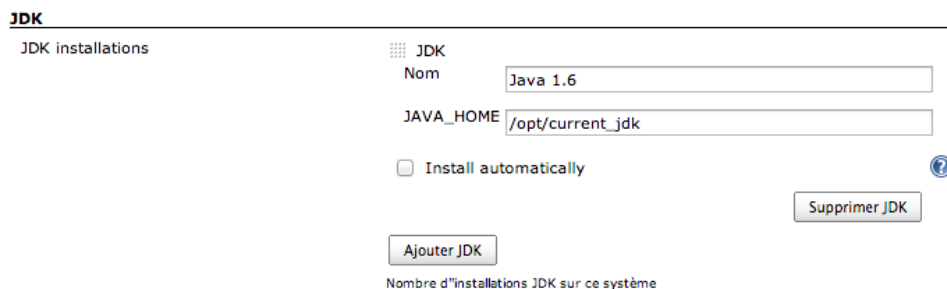 JDK
JDK installations
JDK
Nom
Java 1.6
JAVA_HOME
/opt/current_jdk
Install automatically
?
Supprimer JDK
Ajouter JDK
Nombre d''installations JDK sur ce système